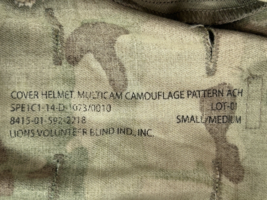 COVER HELMET, MULTICAM CAMOUFLAGE PATTERN ACH
SPE1C1-14-D-1073/0010 LOT-01
8415-01-592-2218 SMALL/MEDIUM
LIONS VOLUNTEER BLIND IND., INC.